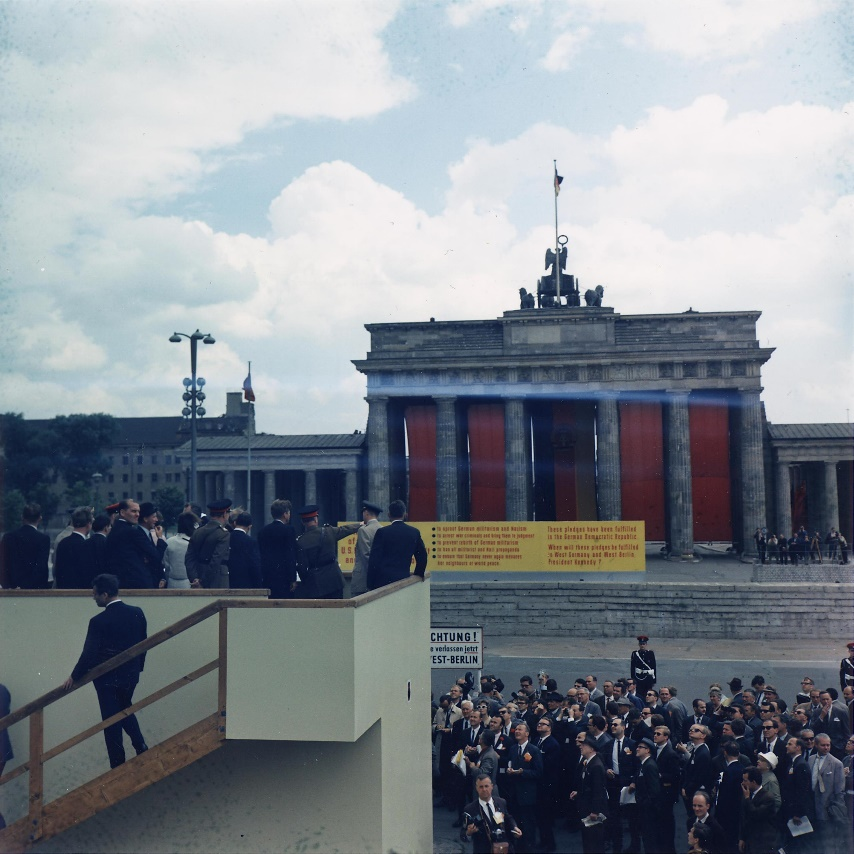 U.S.
• to uproot German militarism and Nazism
• to arrest war criminals and bring them to judgement
• to prevent rebirth of German militarism
• to ban all militarist and Nazi propaganda
• to ensure that Germany never again menaces
her neighbours or world peace.
These pledges have been fulfilled
in the German Democratic Republic.
When will these pledges be fulfilled
in West Germany and West Berlin,
President Kennedy ?
CHTUNG !
e verlassen jetzt
EST-BERLIN